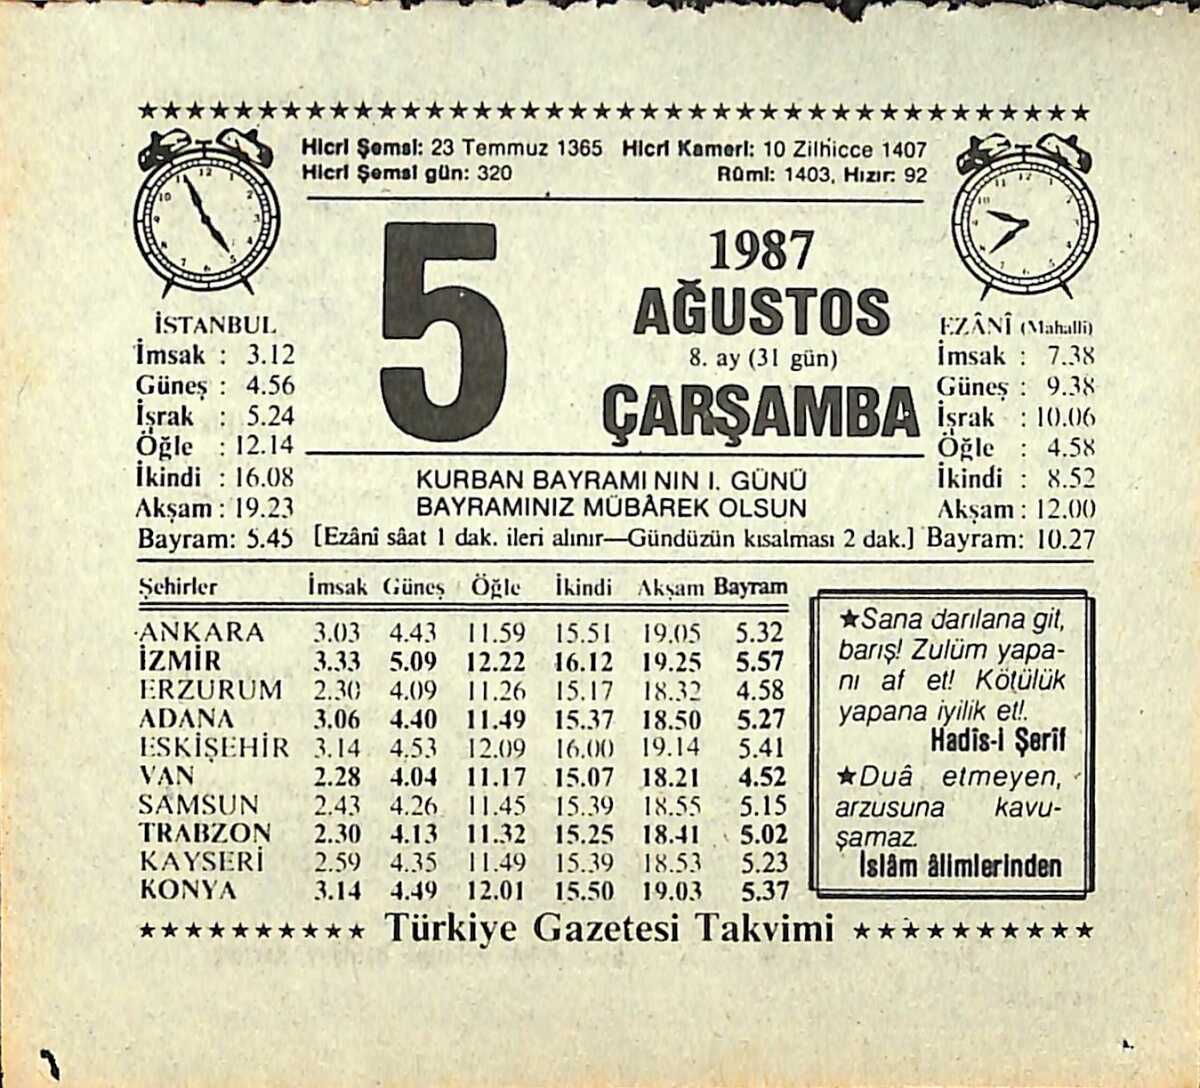 Hicrî Şemsî: 23 Temmuz 1365 Hicrî Kamerî: 10 Zilhicce 1407
Hicrî Şemsî gün: 320 Rûmî: 1403, Hızır: 92
5
1987
AĞUSTOS
8. ay (31 gün)
ÇARŞAMBA
İSTANBUL
İmsak : 3.12
Güneş : 4.56
İşrak : 5.24
Öğle : 12.14
İkindi : 16.08
Akşam : 19.23
Bayram: 5.45
EZÂNÎ (Mahallî)
İmsak : 7.38
Güneş : 9.38
İşrak : 10.06
Öğle : 4.58
İkindi : 8.52
Akşam : 12.00
Bayram: 10.27
KURBAN BAYRAMI NIN I. GÜNÜ
BAYRAMINIZ MÜBÂREK OLSUN
[Ezânî sâat 1 dak. ileri alınır—Gündüzün kısalması 2 dak.]
Şehirler İmsak Güneş Öğle İkindi Akşam Bayram
ANKARA 3.03 4.43 11.59 15.51 19.05 5.32
İZMİR 3.33 5.09 12.22 16.12 19.25 5.57
ERZURUM 2.30 4.09 11.26 15.17 18.32 4.58
ADANA 3.06 4.40 11.49 15.37 18.50 5.27
ESKİŞEHİR 3.14 4.53 12.09 16.00 19.14 5.41
VAN 2.28 4.04 11.17 15.07 18.21 4.52
SAMSUN 2.43 4.26 11.45 15.39 18.55 5.15
TRABZON 2.30 4.13 11.32 15.25 18.41 5.02
KAYSERİ 2.59 4.35 11.49 15.39 18.53 5.23
KONYA 3.14 4.49 12.01 15.50 19.03 5.37
★Sana darılana git,
barış! Zulüm yapa-
nı af et! Kötülük
yapana iyilik et!.
Hadîs-i Şerîf
★Duâ etmeyen,
arzusuna kavu-
şamaz.
İslâm âlimlerinden
Türkiye Gazetesi Takvimi